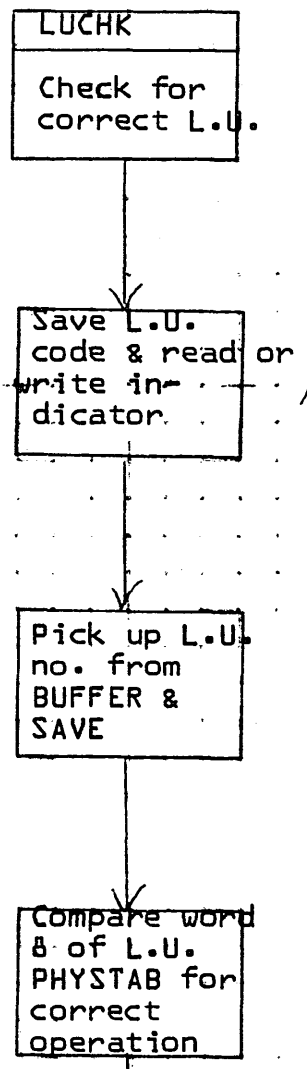 LUCHK
Check for
correct L.U.
Save L.U.
code & read or
write in-
dicator
Pick up L.U.
no. from
BUFFER &
SAVE
Compare word
8 of L.U.
PHYSTAB for
correct
operation